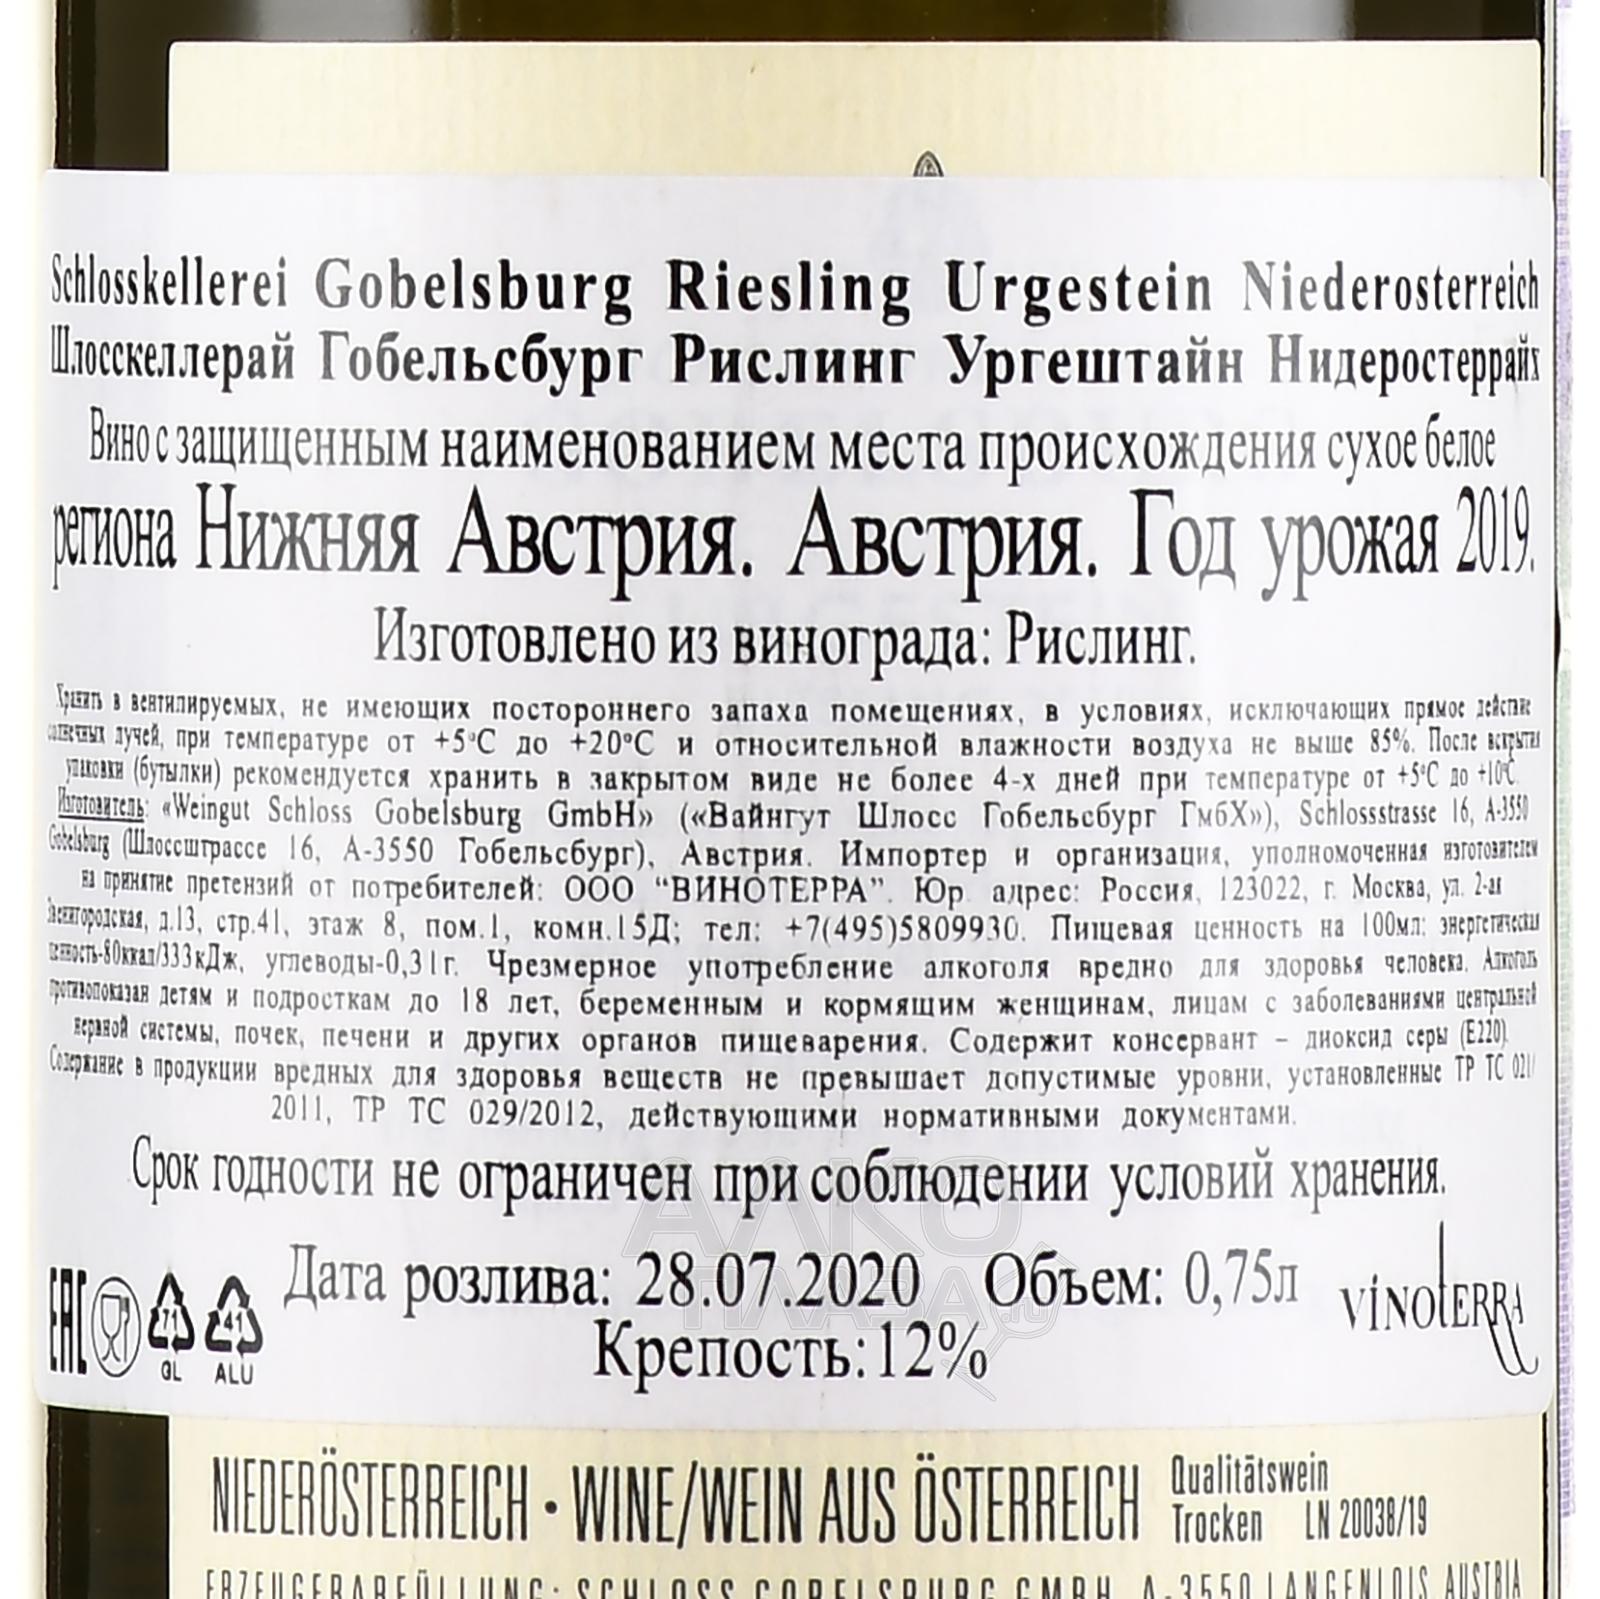 Schlosskellerei Gobelsburg Riesling Urgestein Niederosterreich
Шлосскеллерай Гобельсбург Рислинг Ургештайн Нидеростеррайх
Вино с защищенным наименованием места происхождения сухое белое
региона Нижняя Австрия. Австрия. Год урожая 2019.
Изготовлено из винограда: Рислинг.
Хранить в вентилируемых, не имеющих постороннего запаха помещениях, в условиях, исключающих прямое действие
солнечных лучей, при температуре от +5°С до +20°С и относительной влажности воздуха не выше 85%. После вскрытия
упаковки (бутылки) рекомендуется хранить в закрытом виде не более 4-х дней при температуре от +5°С до +10°С.
Изготовитель: «Weingut Schloss Gobelsburg GmbH» («Вайнгут Шлосс Гобельсбург ГмбХ»), Schlossstrasse 16, A-3550
Gobelsburg (Шлоссштрассе 16, А-3550 Гобельсбург), Австрия. Импортер и организация, уполномоченная изготовителем
на принятие претензий от потребителей: ООО “ВИНОТЕРРА”. Юр. адрес: Россия, 123022, г. Москва, ул. 2-ая
Звенигородская, д.13, стр.41, этаж 8, пом.1, комн.15Д; тел: +7(495)5809930. Пищевая ценность на 100мл: энергетическая
ценность-80ккал/333кДж, углеводы-0,31г. Чрезмерное употребление алкоголя вредно для здоровья человека. Алкоголь
противопоказан детям и подросткам до 18 лет, беременным и кормящим женщинам, лицам с заболеваниями центральной
нервной системы, почек, печени и других органов пищеварения. Содержит консервант – диоксид серы (Е220).
Содержание в продукции вредных для здоровья веществ не превышает допустимые уровни, установленные ТР ТС 021/
2011, ТР ТС 029/2012, действующими нормативными документами.
Срок годности не ограничен при соблюдении условий хранения.
Дата розлива: 28.07.2020 Объем: 0,75л
Крепость:12%
EAC
71
GL
41
ALU
VINOTERRA
АЛКО
ПЛАЗА.ru
NIEDERÖSTERREICH • WINE/WEIN AUS ÖSTERREICH
Qualitätswein
Trocken LN 20038/19
ERZEUGERABFÜLLUNG: SCHLOSS GOBELSBURG GMBH, A-3550 LANGENLOIS, AUSTRIA